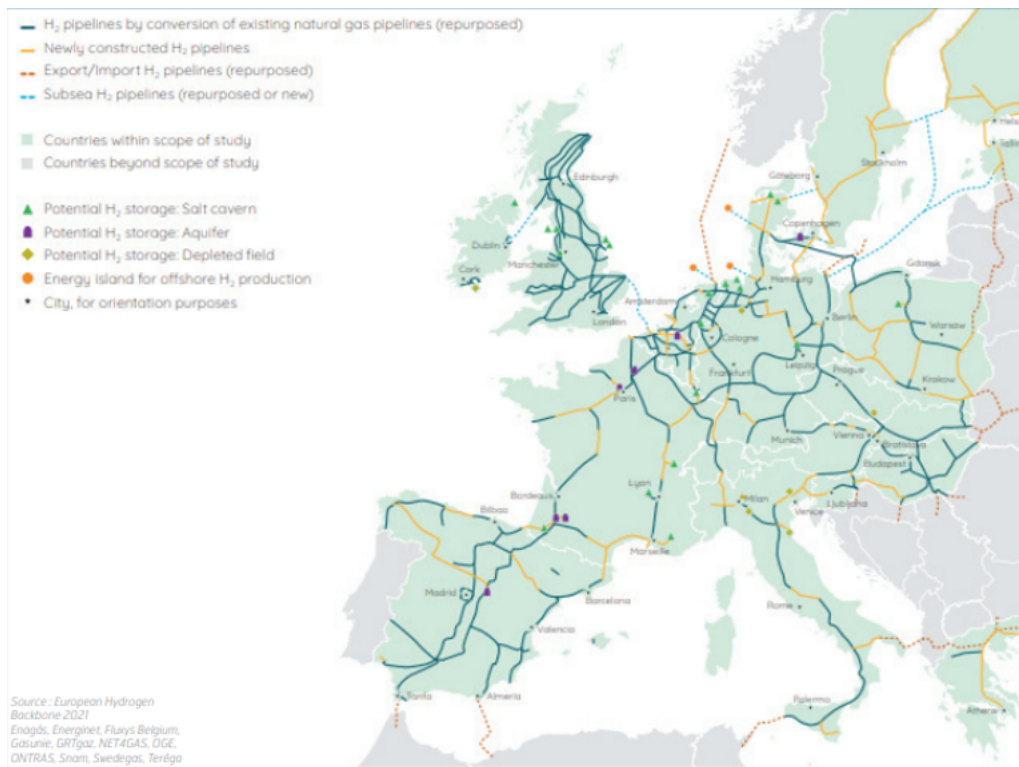 H₂ pipelines by conversion of existing natural gas pipelines (repurposed)
Newly constructed H₂ pipelines
Export/Import H₂ pipelines (repurposed)
Subsea H₂ pipelines (repurposed or new)
Countries within scope of study
Countries beyond scope of study
Potential H₂ storage: Salt cavern
Potential H₂ storage: Aquifer
Potential H₂ storage: Depleted field
Energy island for offshore H₂ production
City, for orientation purposes
Helsi
Tallin
Stockholm
Göteborg
Edinburgh
Copenhagen
Dublin
Manchester
Cork
Gdansk
Hamburg
Amsterdam
London
Berlin
Warsaw
Cologne
Leipzig
Frankfurt
Prague
Krakow
Paris
Munich
Vienna
Bratislava
Budapest
Lyon
Milan
Venice
Ljubljana
Bordeaux
Bilbao
Marseille
Madrid
Barcelona
Rome
Valencia
Tarifa
Almeria
Palermo
Athens
Source : European Hydrogen
Backbone 2021
Enagás, Energinet, Fluxys Belgium,
Gasunie, GRTgaz, NET4GAS, OGE,
ONTRAS, Snam, Swedegas, Teréga